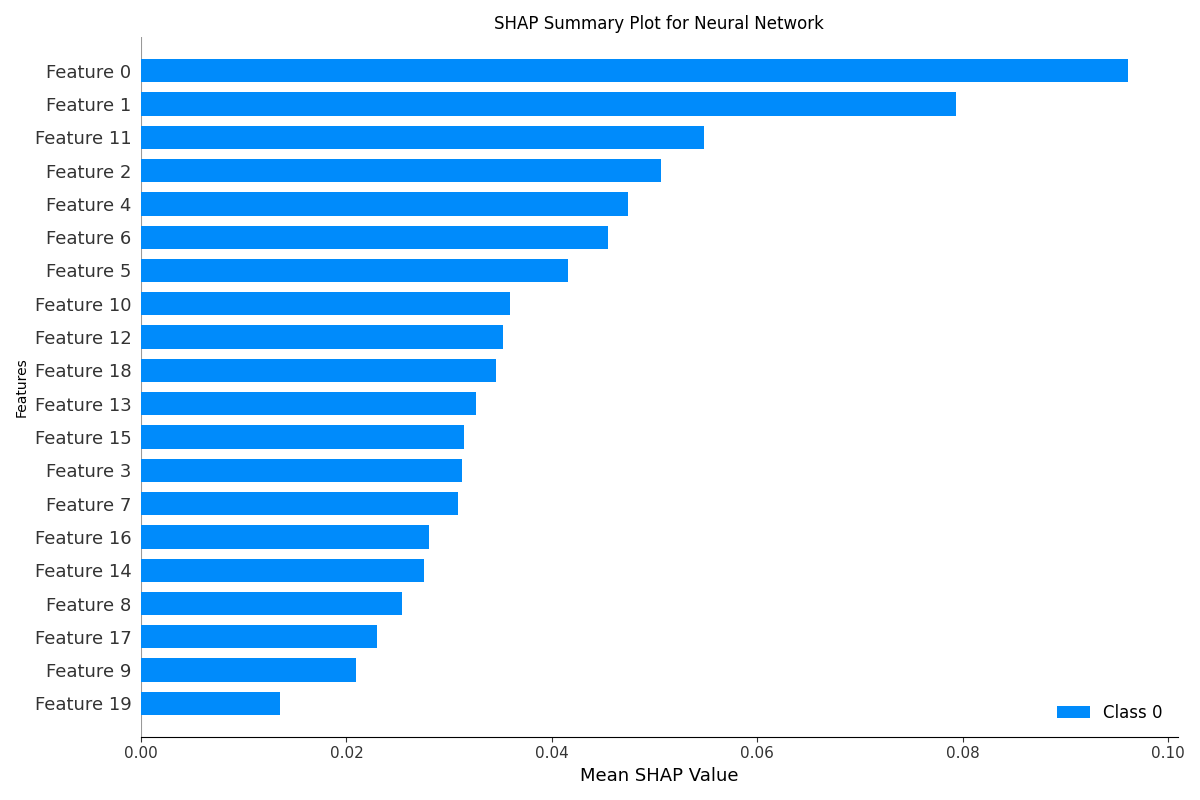 SHAP Summary Plot for Neural Network
Features
Feature 0
Feature 1
Feature 11
Feature 2
Feature 4
Feature 6
Feature 5
Feature 10
Feature 12
Feature 18
Feature 13
Feature 15
Feature 3
Feature 7
Feature 16
Feature 14
Feature 8
Feature 17
Feature 9
Feature 19
Class 0
0.00 0.02 0.04 0.06 0.08 0.10
Mean SHAP Value